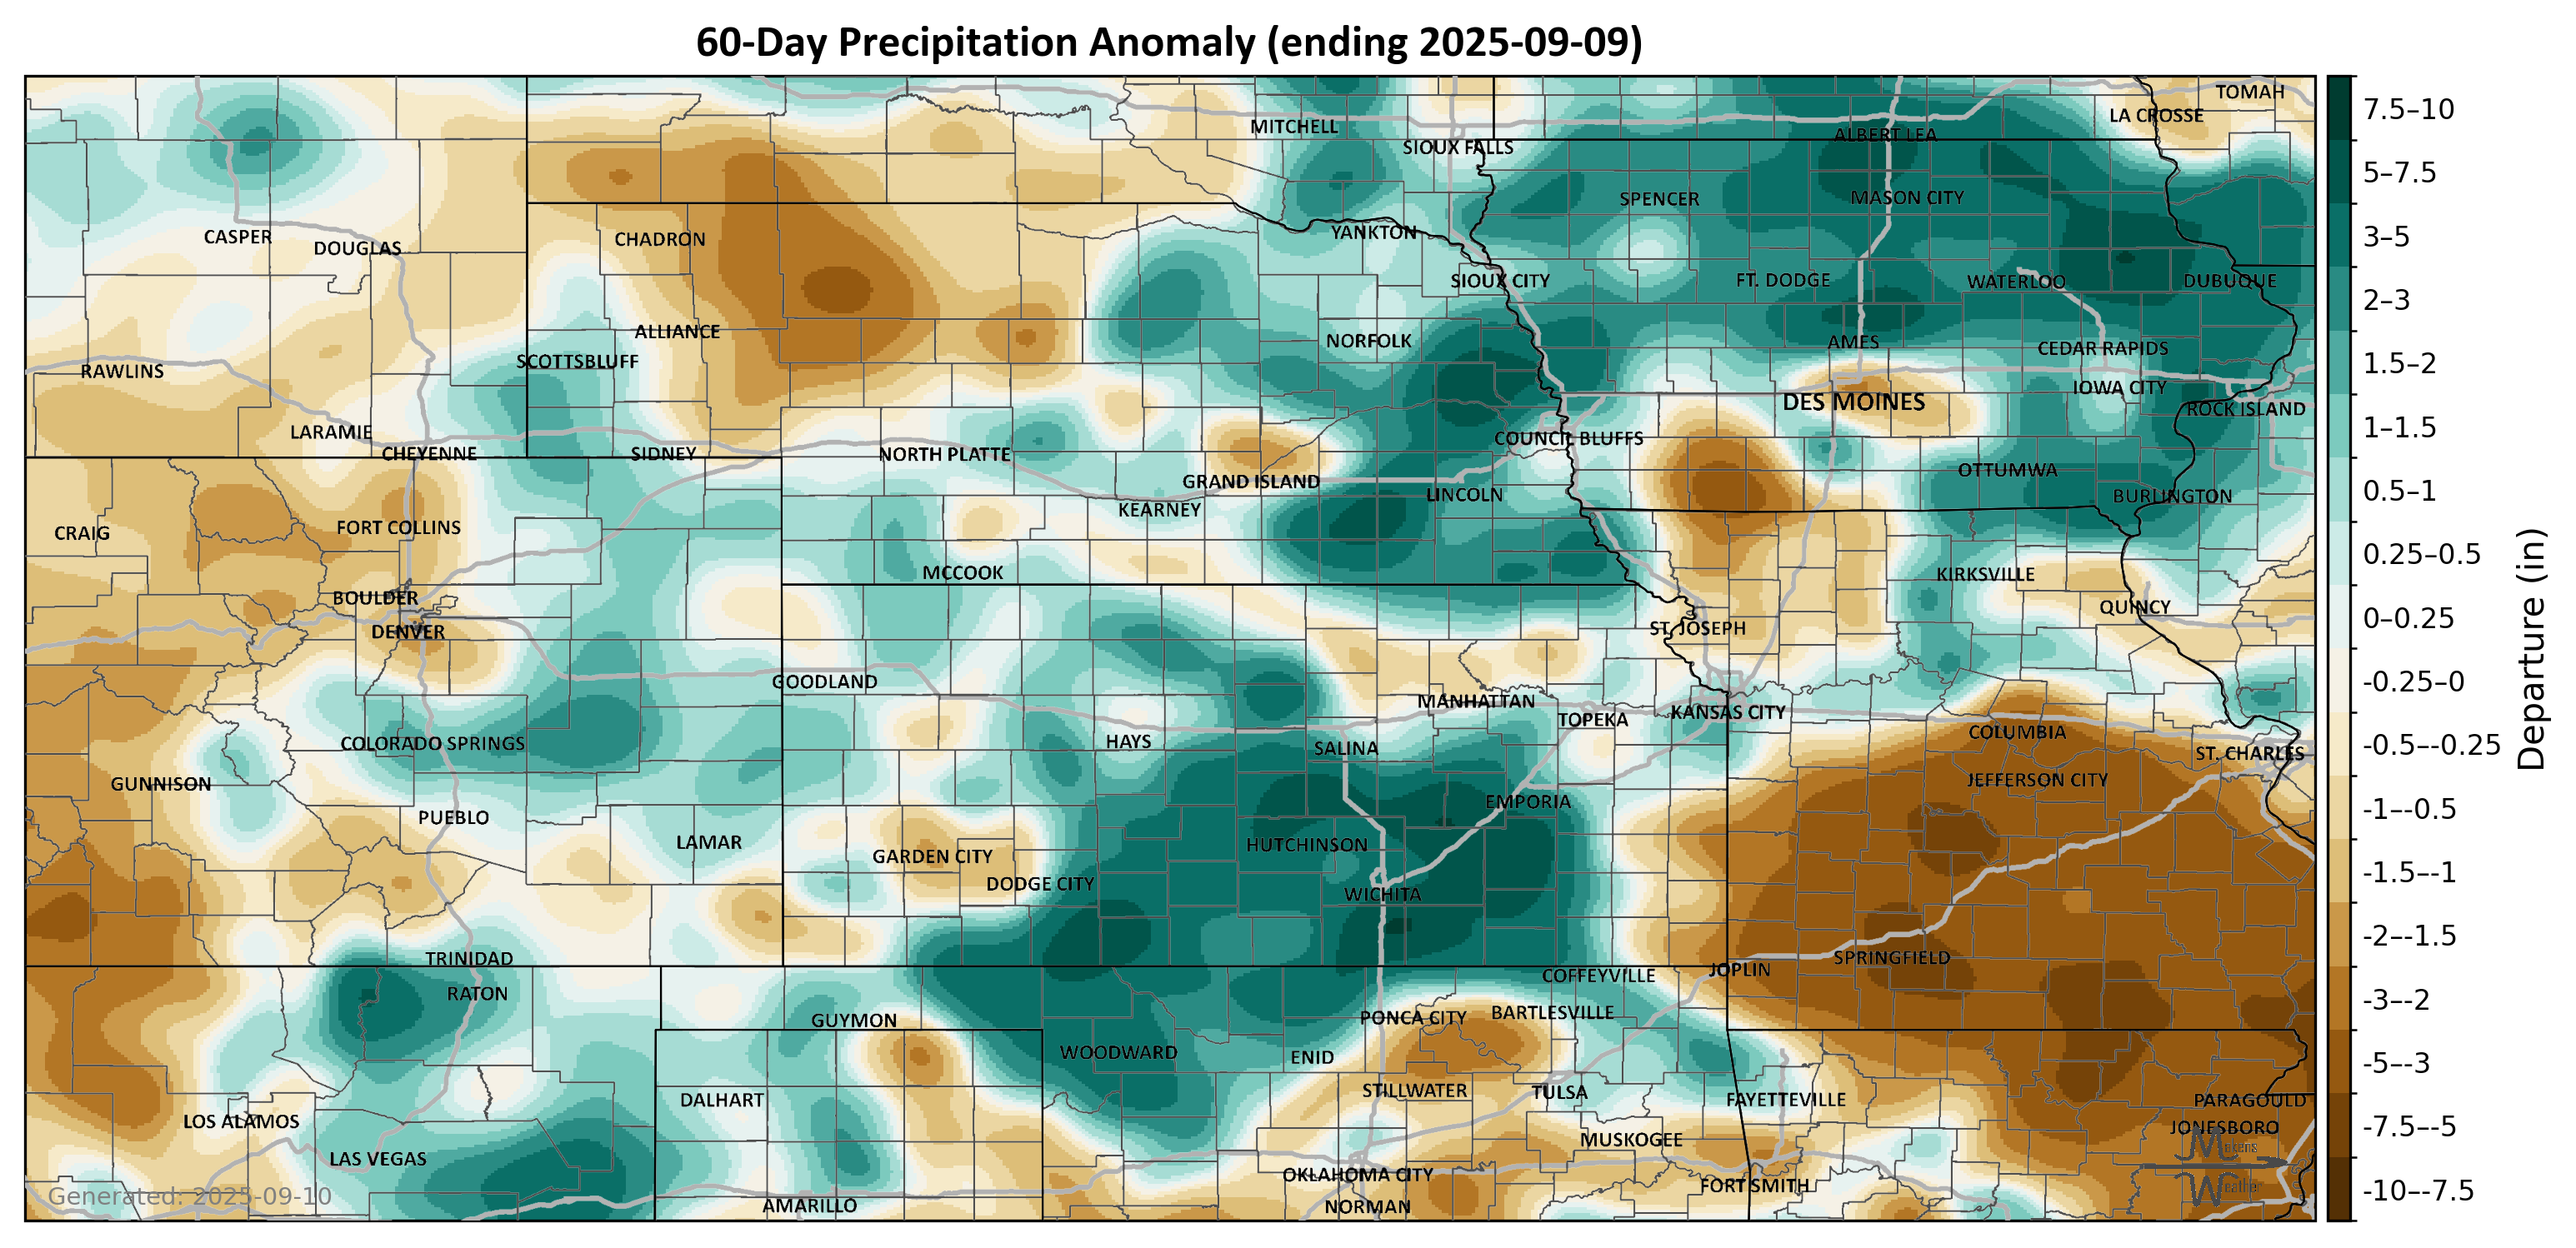 60-Day Precipitation Anomaly (ending 2025-09-09)
TOMAH
LA CROSSE
MITCHELL
ALBERT LEA
SIOUX FALLS
SPENCER
MASON CITY
CASPER
DOUGLAS
CHADRON
YANKTON
SIOUX CITY
FT. DODGE
WATERLOO
DUBUQUE
ALLIANCE
NORFOLK
AMES
CEDAR RAPIDS
SCOTTSBLUFF
RAWLINS
IOWA CITY
DES MOINES
ROCK ISLAND
LARAMIE
CHEYENNE
SIDNEY
NORTH PLATTE
COUNCIL BLUFFS
GRAND ISLAND
LINCOLN
OTTUMWA
BURLINGTON
KEARNEY
CRAIG
FORT COLLINS
MCCOOK
KIRKSVILLE
BOULDER
QUINCY
DENVER
ST. JOSEPH
GOODLAND
MANHATTAN
TOPEKA
KANSAS CITY
COLUMBIA
COLORADO SPRINGS
HAYS
SALINA
ST. CHARLES
GUNNISON
JEFFERSON CITY
EMPORIA
PUEBLO
LAMAR
HUTCHINSON
GARDEN CITY
DODGE CITY
WICHITA
TRINIDAD
SPRINGFIELD
COFFEYVILLE
JOPLIN
RATON
GUYMON
PONCA CITY
BARTLESVILLE
WOODWARD
ENID
DALHART
STILLWATER
TULSA
FAYETTEVILLE
PARAGOULD
LOS ALAMOS
JONESBORO
MUSKOGEE
LAS VEGAS
OKLAHOMA CITY
FORT SMITH
AMARILLO
NORMAN
Generated: 2025-09-10
Makens
Weather
7.5–10
5–7.5
3–5
2–3
1.5–2
1–1.5
0.5–1
0.25–0.5
0–0.25
-0.25–0
-0.5–-0.25
-1–-0.5
-1.5–-1
-2–-1.5
-3–-2
-5–-3
-7.5–-5
-10–-7.5
Departure (in)